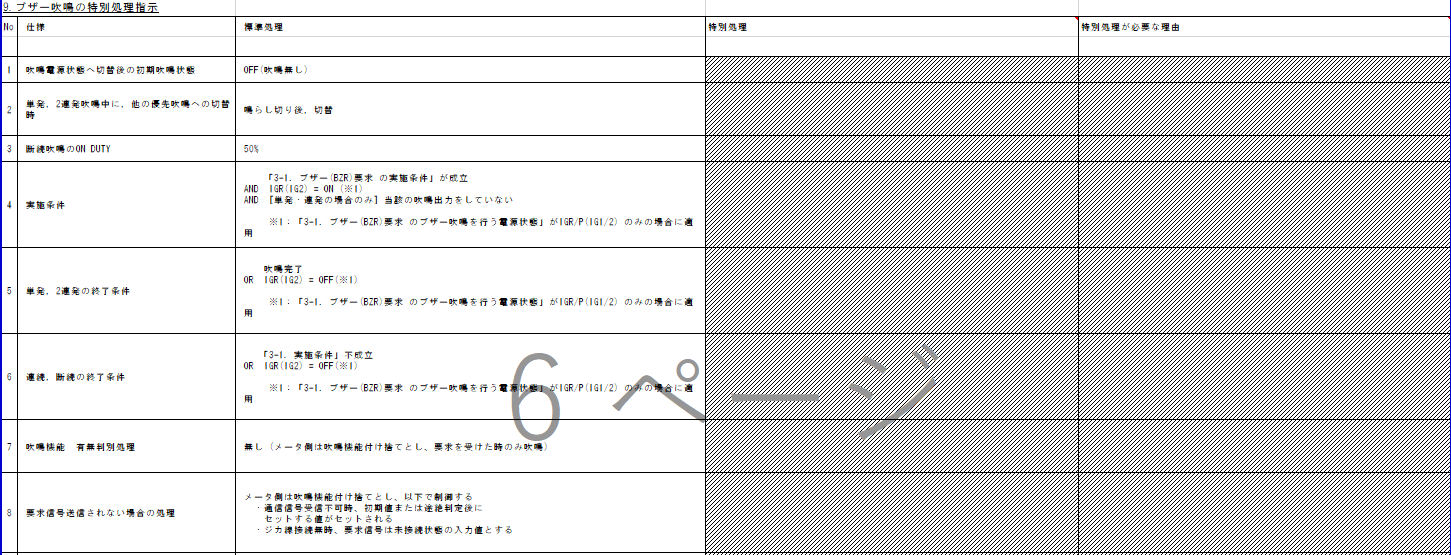 9. ブザー吹鳴の特別処理指示
No 仕様 標準処理 特別処理 特別処理が必要な理由
1 吹鳴電源状態へ切替後の初期吹鳴状態 OFF(吹鳴無し)
2 単発, 2連発吹鳴中に, 他の優先吹鳴への切替時 鳴らし切り後, 切替
3 断続吹鳴のON DUTY 50%
4 実施条件
「3-1. ブザー(BZR)要求 の実施条件」が成立
AND IGR(IG2) = ON (※1)
AND [単発・連発の場合のみ] 当該の吹鳴出力をしていない
※1：「3-1. ブザー(BZR)要求 のブザー吹鳴を行う電源状態」がIGR/P(IG1/2) のみの場合に適用
5 単発, 2連発の終了条件
吹鳴完了
OR IGR(IG2) = OFF(※1)
※1：「3-1. ブザー(BZR)要求 のブザー吹鳴を行う電源状態」がIGR/P(IG1/2) のみの場合に適用
6 連続, 断続の終了条件
「3-1. 実施条件」不成立
OR IGR(IG2) = OFF(※1)
※1：「3-1. ブザー(BZR)要求 のブザー吹鳴を行う電源状態」がIGR/P(IG1/2) のみの場合に適用
7 吹鳴機能 有無判別処理 無し (メータ側は吹鳴機能付け捨てとし、要求を受けた時のみ吹鳴)
8 要求信号送信されない場合の処理
メータ側は吹鳴機能付け捨てとし、以下で制御する
・通信信号受信不可時、初期値または途絶判定後に
セットする値がセットされる
・ジカ線接続無時、要求信号は未接続状態の入力値とする
6 ページ